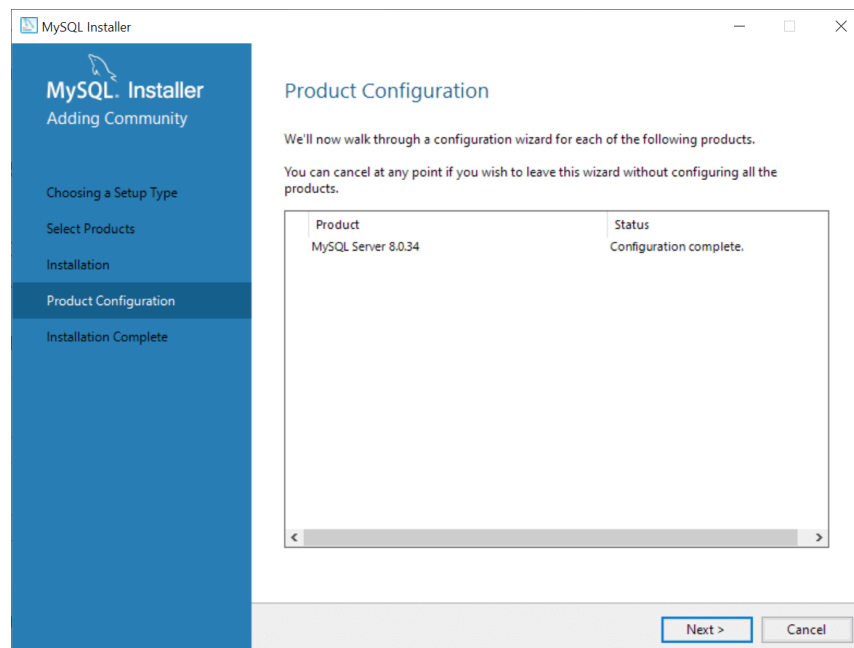 MySQL Installer
MySQL. Installer
Adding Community
Choosing a Setup Type
Select Products
Installation
Product Configuration
Installation Complete
Product Configuration
We'll now walk through a configuration wizard for each of the following products.
You can cancel at any point if you wish to leave this wizard without configuring all the
products.
Product Status
MySQL Server 8.0.34 Configuration complete.
Next > Cancel